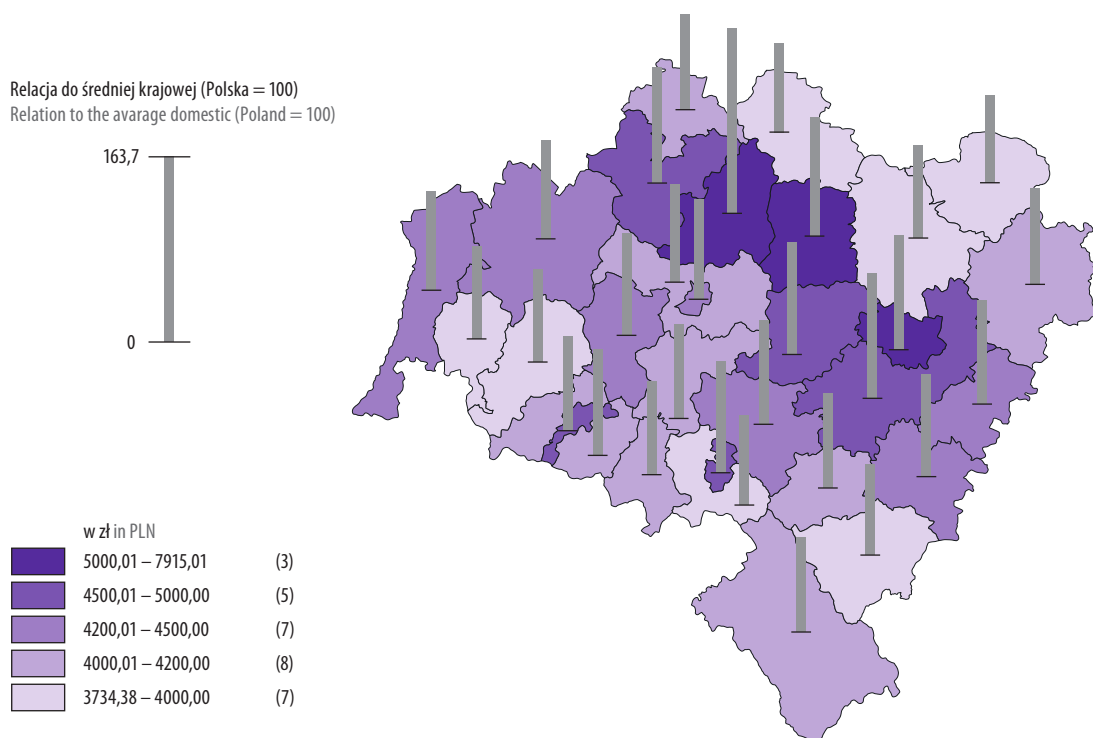 Relacja do średniej krajowej (Polska = 100)
Relation to the avarage domestic (Poland = 100)
163,7
0
w zł in PLN
5000,01 – 7915,01 (3)
4500,01 – 5000,00 (5)
4200,01 – 4500,00 (7)
4000,01 – 4200,00 (8)
3734,38 – 4000,00 (7)